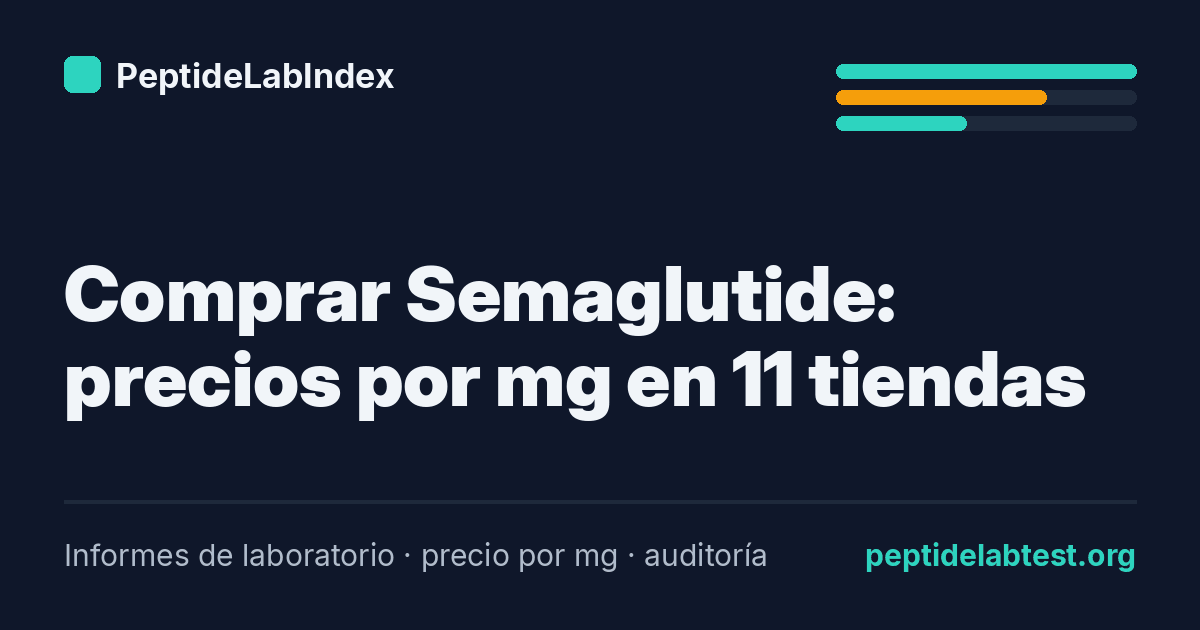 PeptideLabIndex
Comprar Semaglutide:
precios por mg en 11 tiendas
Informes de laboratorio · precio por mg · auditoría
peptidelabtest.org